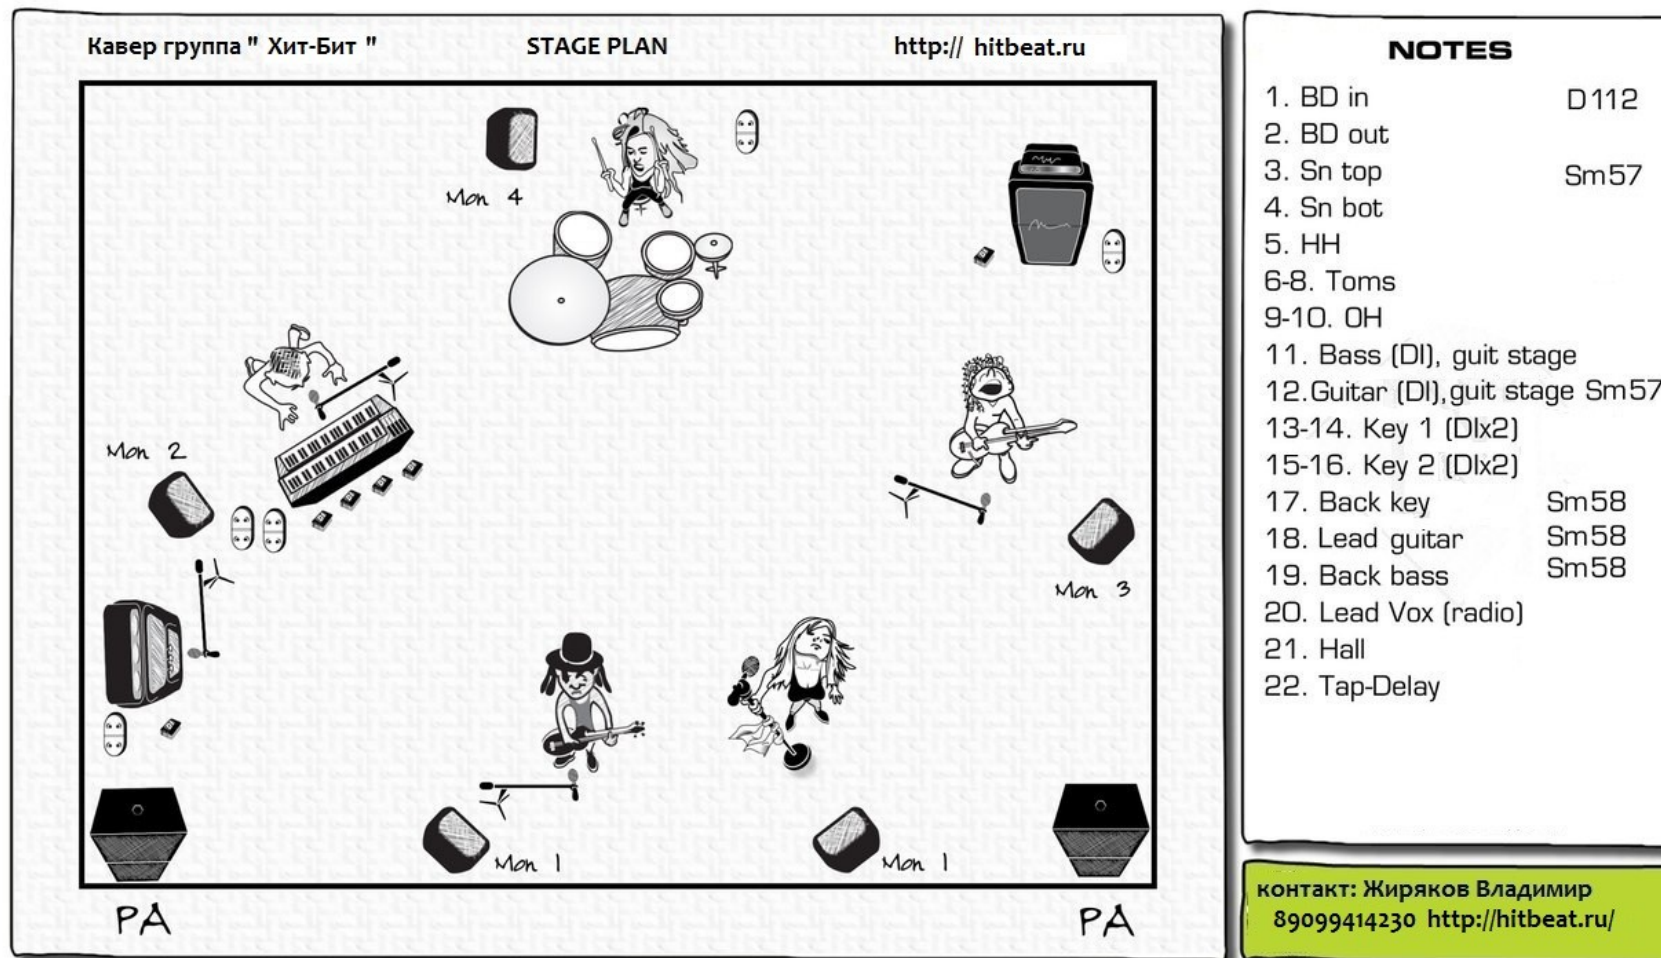 Кавер группа " Хит-Бит "
STAGE PLAN
http:// hitbeat.ru
Mon 4
Mon 2
Mon 3
Mon 1
Mon 1
PA
PA
NOTES
1. BD in D112
2. BD out
3. Sn top Sm57
4. Sn bot
5. HH
6-8. Toms
9-10. OH
11. Bass (DI), guit stage
12.Guitar (DI),guit stage Sm57
13-14. Key 1 (DIx2)
15-16. Key 2 (DIx2)
17. Back key Sm58
18. Lead guitar Sm58
19. Back bass Sm58
20. Lead Vox (radio)
21. Hall
22. Tap-Delay
контакт: Жиряков Владимир
89099414230 http://hitbeat.ru/